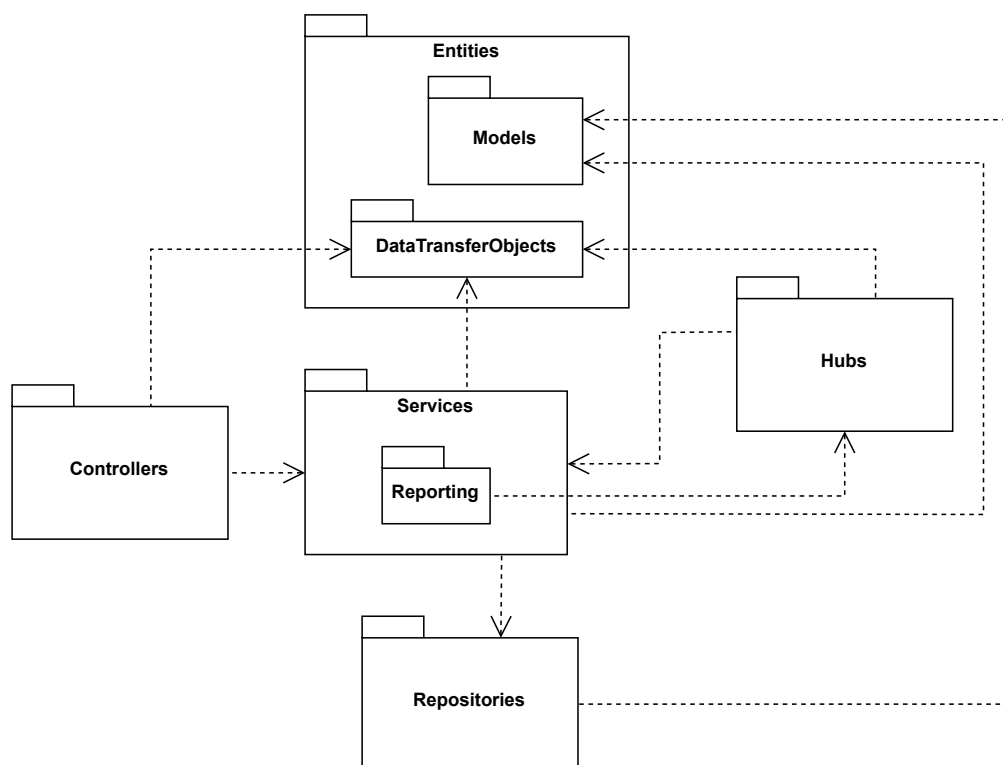 Entities
Models
DataTransferObjects
Hubs
Services
Controllers
Reporting
Repositories